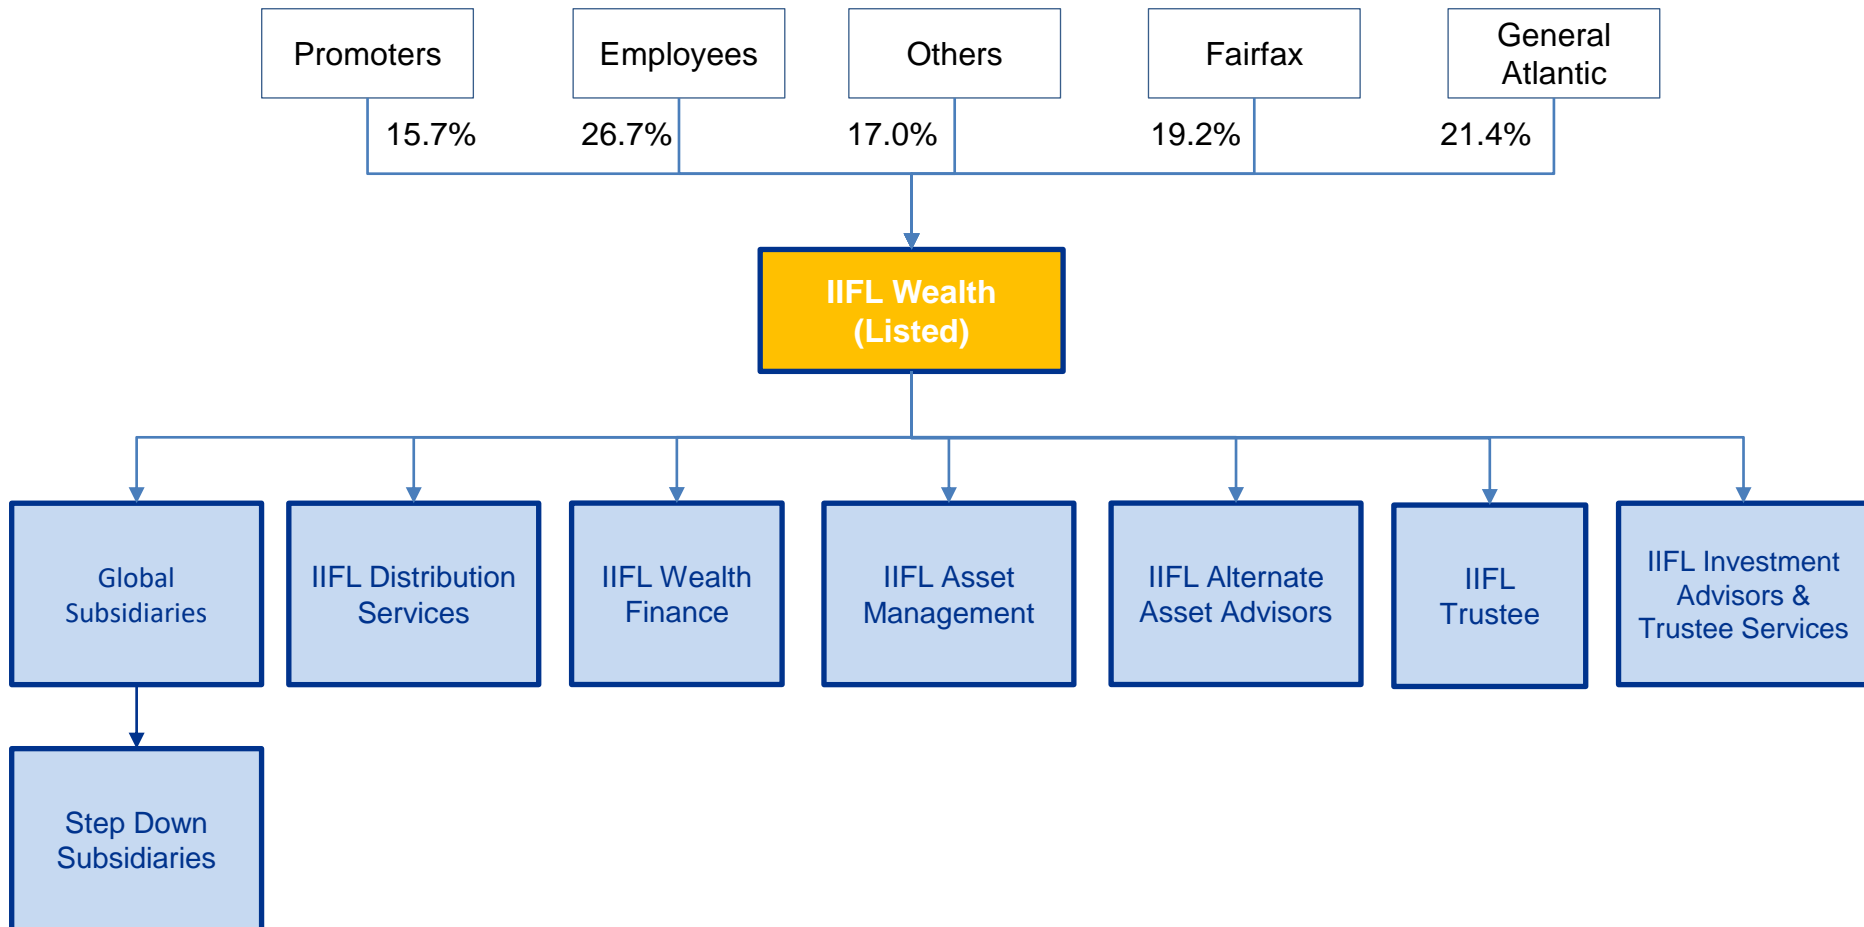 Promoters
Employees
Others
Fairfax
General
Atlantic
15.7%
26.7%
17.0%
19.2%
21.4%
IIFL Wealth
(Listed)
Global
Subsidiaries
IIFL Distribution
Services
IIFL Wealth
Finance
IIFL Asset
Management
IIFL Alternate
Asset Advisors
IIFL
Trustee
IIFL Investment
Advisors &
Trustee Services
Step Down
Subsidiaries